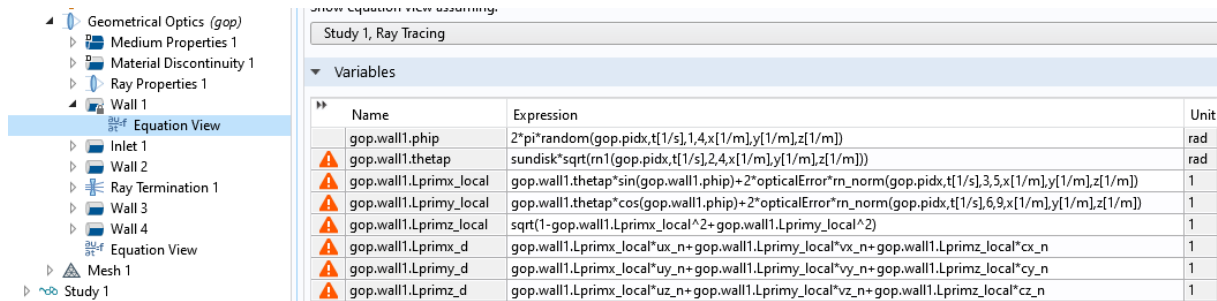 Geometrical Optics (gop)
Medium Properties 1
Material Discontinuity 1
Ray Properties 1
Wall 1
Equation View
Inlet 1
Wall 2
Ray Termination 1
Wall 3
Wall 4
Equation View
Mesh 1
Study 1
Show equation view assuming:
Study 1, Ray Tracing
Variables
Name Expression Unit
gop.wall1.phip 2*pi*random(gop.pidx,t[1/s],1,4,x[1/m],y[1/m],z[1/m]) rad
gop.wall1.thetap sundisk*sqrt(rn1(gop.pidx,t[1/s],2,4,x[1/m],y[1/m],z[1/m])) rad
gop.wall1.Lprimx_local gop.wall1.thetap*sin(gop.wall1.phip)+2*opticalError*rn_norm(gop.pidx,t[1/s],3,5,x[1/m],y[1/m],z[1/m]) 1
gop.wall1.Lprimy_local gop.wall1.thetap*cos(gop.wall1.phip)+2*opticalError*rn_norm(gop.pidx,t[1/s],6,9,x[1/m],y[1/m],z[1/m]) 1
gop.wall1.Lprimz_local sqrt(1-gop.wall1.Lprimx_local^2+gop.wall1.Lprimy_local^2) 1
gop.wall1.Lprimx_d gop.wall1.Lprimx_local*ux_n+gop.wall1.Lprimy_local*vx_n+gop.wall1.Lprimz_local*cx_n 1
gop.wall1.Lprimy_d gop.wall1.Lprimx_local*uy_n+gop.wall1.Lprimy_local*vy_n+gop.wall1.Lprimz_local*cy_n 1
gop.wall1.Lprimz_d gop.wall1.Lprimx_local*uz_n+gop.wall1.Lprimy_local*vz_n+gop.wall1.Lprimz_local*cz_n 1